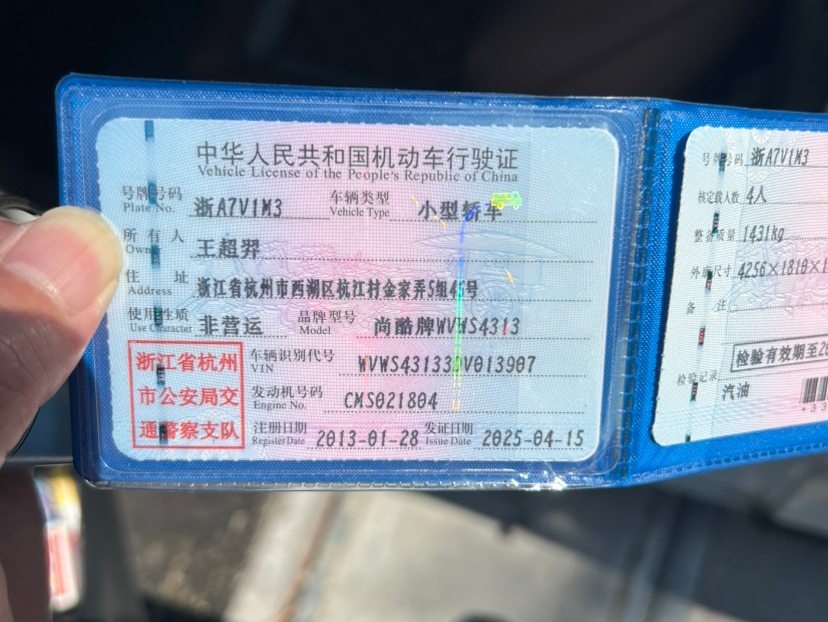 中华人民共和国机动车行驶证
Vehicle License of the People's Republic of China
号牌号码 浙A7V1M3 车辆类型 小型轿车
Plate No. Vehicle Type
所有人 王超羿
Owner
住址 浙江省杭州市西湖区杭江村金家弄5组4号
Address
使用性质 非营运 品牌型号 尚酷牌WVWS4313
Use Character Model
浙江省杭州
市公安局交
通警察支队
车辆识别代号 WVWS43133DV013907
VIN
发动机号码 CMS021804
Engine No.
注册日期 2013-01-28 发证日期 2025-04-15
Register Date Issue Date
号牌号码 浙A7V1M3
核定载人数 4人
整备质量 1431kg
外廓尺寸 4256×1810×1
备注
检验有效期至2
检验记录
汽油